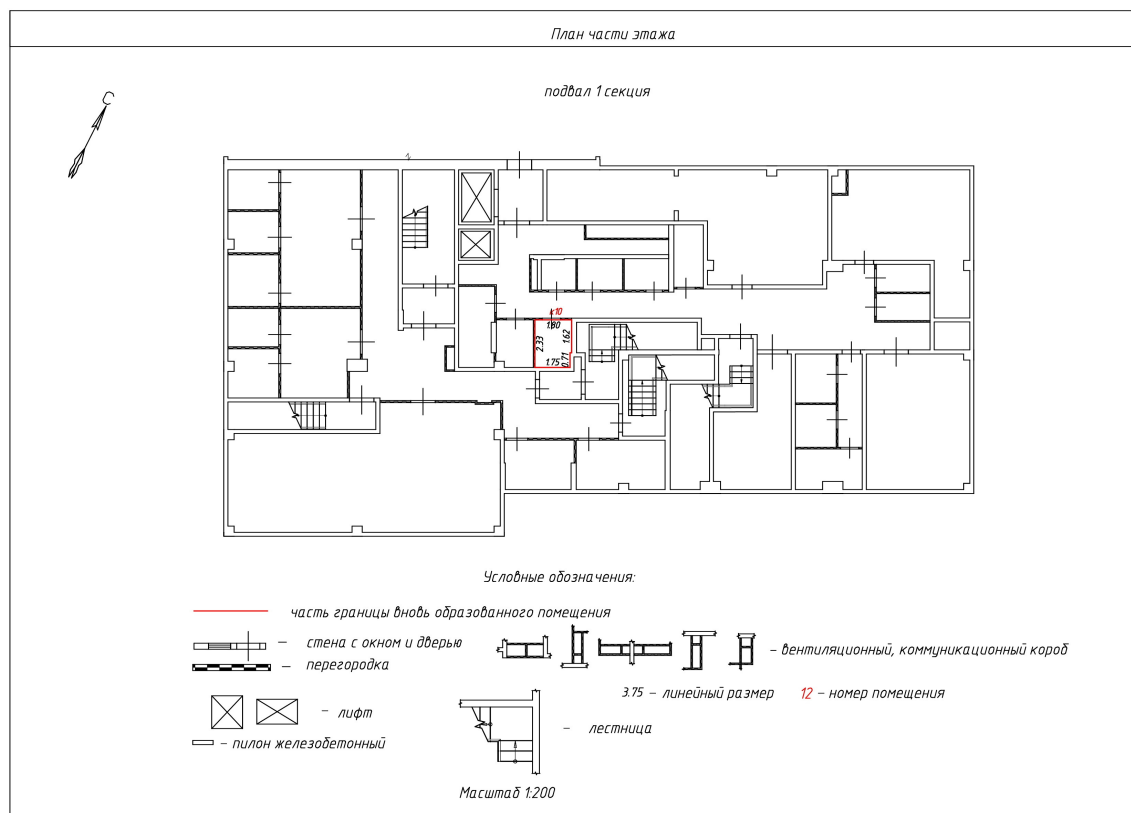 План части этажа
подвал 1 секция
С
к10
1.80
2.33
1.62
1.75
0.71
Условные обозначения:
часть границы вновь образованного помещения
– стена с окном и дверью
– перегородка
– вентиляционный, коммуникационный короб
3.75 – линейный размер
12 – номер помещения
– лифт
– лестница
– пилон железобетонный
Масштаб 1:200